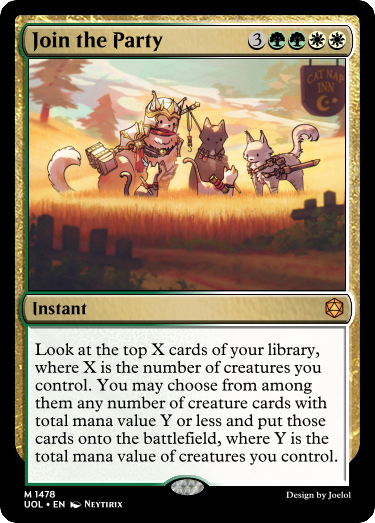 Join the Party 3
CAT NAP
INN
Instant
Look at the top X cards of your library,
where X is the number of creatures you
control. You may choose from among
them any number of creature cards with
total mana value Y or less and put those
cards onto the battlefield, where Y is the
total mana value of creatures you control.
M 1478
UOL • EN Neytirix
Design by Joelol